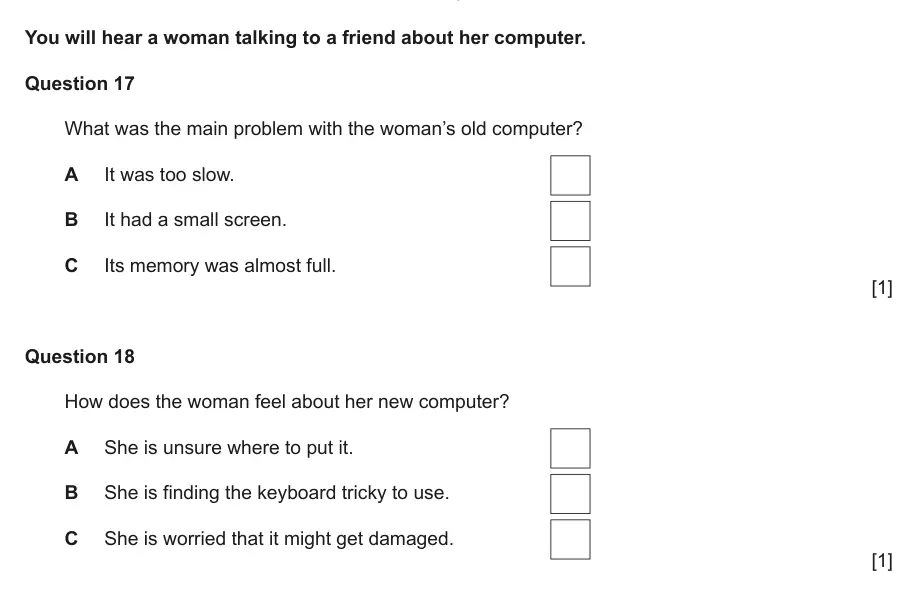 You will hear a woman talking to a friend about her computer.
Question 17
What was the main problem with the woman's old computer?
A It was too slow.
B It had a small screen.
C Its memory was almost full.
[1]
Question 18
How does the woman feel about her new computer?
A She is unsure where to put it.
B She is finding the keyboard tricky to use.
C She is worried that it might get damaged.
[1]